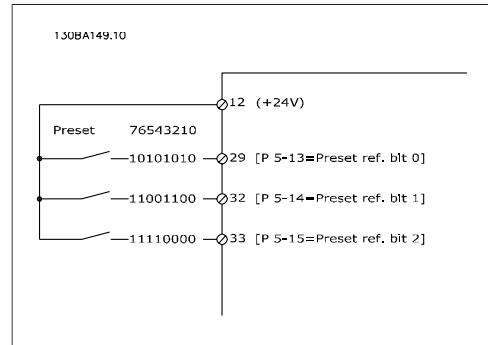 130BA149.10
12 (+24V)
Preset 76543210
10101010 29 [P 5-13=Preset ref. bit 0]
11001100 32 [P 5-14=Preset ref. bit 1]
11110000 33 [P 5-15=Preset ref. bit 2]